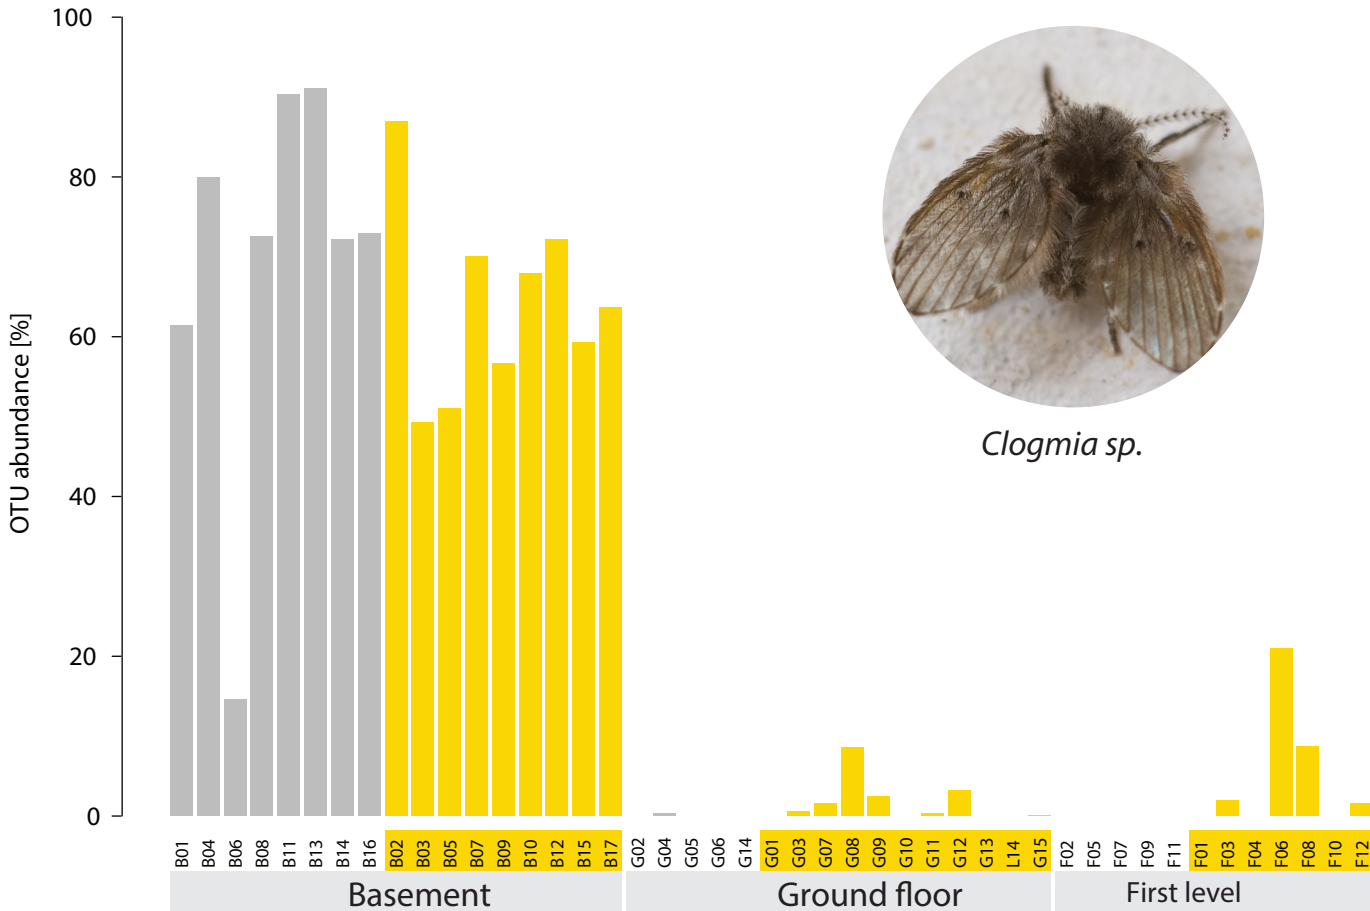 100
80
60
40
20
0
OTU abundance [%]
Clogmia sp.
B01 B04 B06 B08 B11 B13 B14 B16 B02 B03 B05 B07 B09 B10 B12 B15 B17 G02 G04 G05 G06 G14 G01 G03 G07 G08 G09 G10 G11 G12 G13 L14 G15 F02 F05 F07 F09 F11 F01 F03 F04 F06 F08 F10 F12
Basement Ground floor First level